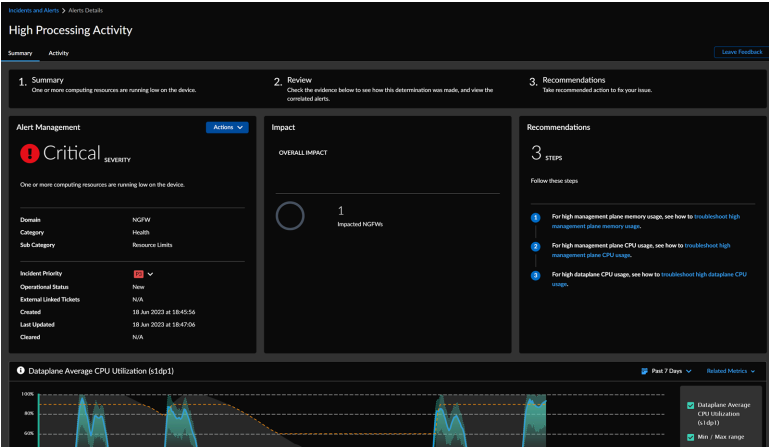 Incidents and Alerts > Alerts Details
High Processing Activity
Summary Activity
Leave Feedback
1. Summary
One or more computing resources are running low on the device.
2. Review
Check the evidence below to see how this determination was made, and view the
correlated alerts.
3. Recommendations
Take recommended action to fix your issue.
Alert Management
Actions
Critical SEVERITY
One or more computing resources are running low on the device.
Domain NGFW
Category Health
Sub Category Resource Limits
Incident Priority
Operational Status New
External Linked Tickets N/A
Created 18 Jun 2023 at 18:45:56
Last Updated 18 Jun 2023 at 18:47:06
Cleared N/A
Impact
OVERALL IMPACT
1
Impacted NGFWs
Recommendations
3 STEPS
Follow these steps
1 For high management plane memory usage, see how to troubleshoot high
management plane memory usage.
2 For high management plane CPU usage, see how to troubleshoot high
management plane CPU usage.
3 For high dataplane CPU usage, see how to troubleshoot high dataplane CPU
usage.
Dataplane Average CPU Utilization (s1dp1)
Past 7 Days
Related Metrics
100%
80%
60%
Dataplane Average
CPU Utilization
(s1dp1)
Min / Max range